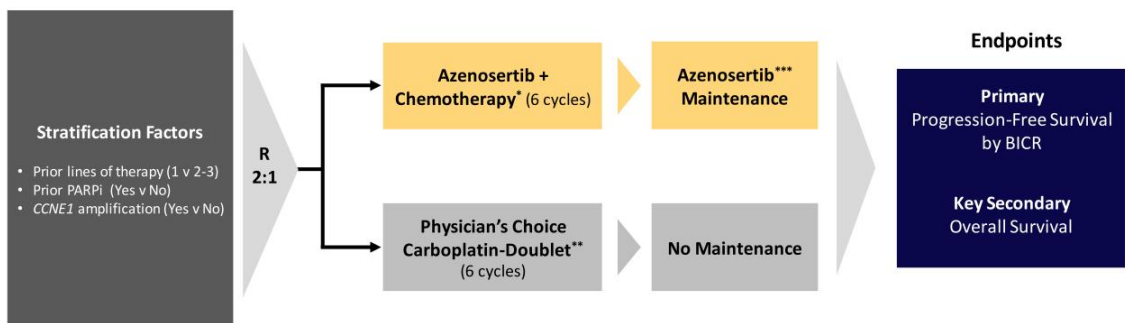 Stratification Factors
• Prior lines of therapy (1 v 2-3)
• Prior PARPi (Yes v No)
• CCNE1 amplification (Yes v No)
R
2:1
Azenosertib +
Chemotherapy* (6 cycles)
Azenosertib***
Maintenance
Physician's Choice
Carboplatin-Doublet**
(6 cycles)
No Maintenance
Endpoints
Primary
Progression-Free Survival
by BICR
Key Secondary
Overall Survival